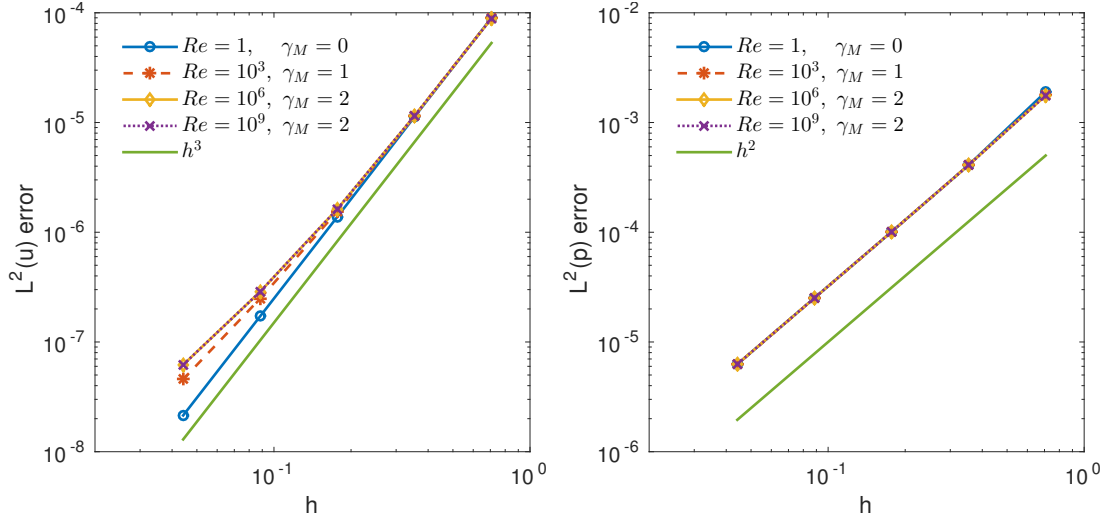 10^-4
10^-5
10^-6
10^-7
10^-8
L^2(u) error
Re = 1, γ_M = 0
Re = 10^3, γ_M = 1
Re = 10^6, γ_M = 2
Re = 10^9, γ_M = 2
h^3
10^-1
10^0
h
10^-1
10^-2
10^-3
10^-4
10^-5
10^-6
L^2(p) error
Re = 1, γ_M = 0
Re = 10^3, γ_M = 1
Re = 10^6, γ_M = 2
Re = 10^9, γ_M = 2
h^2
10^-1
10^0
h